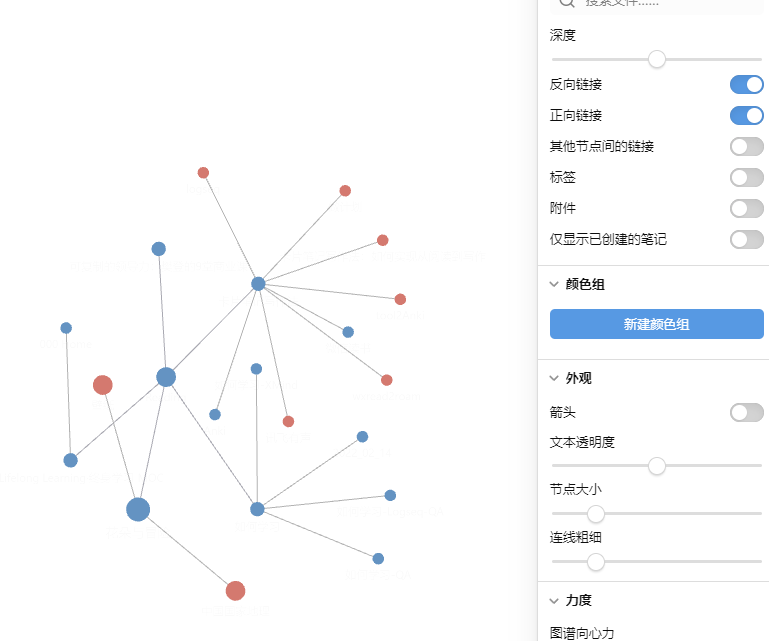 搜索文件......
深度
反向链接
正向链接
其他节点间的链接
标签
附件
仅显示已创建的笔记
颜色组
新建颜色组
外观
箭头
文本透明度
节点大小
连线粗细
力度
图谱向心力